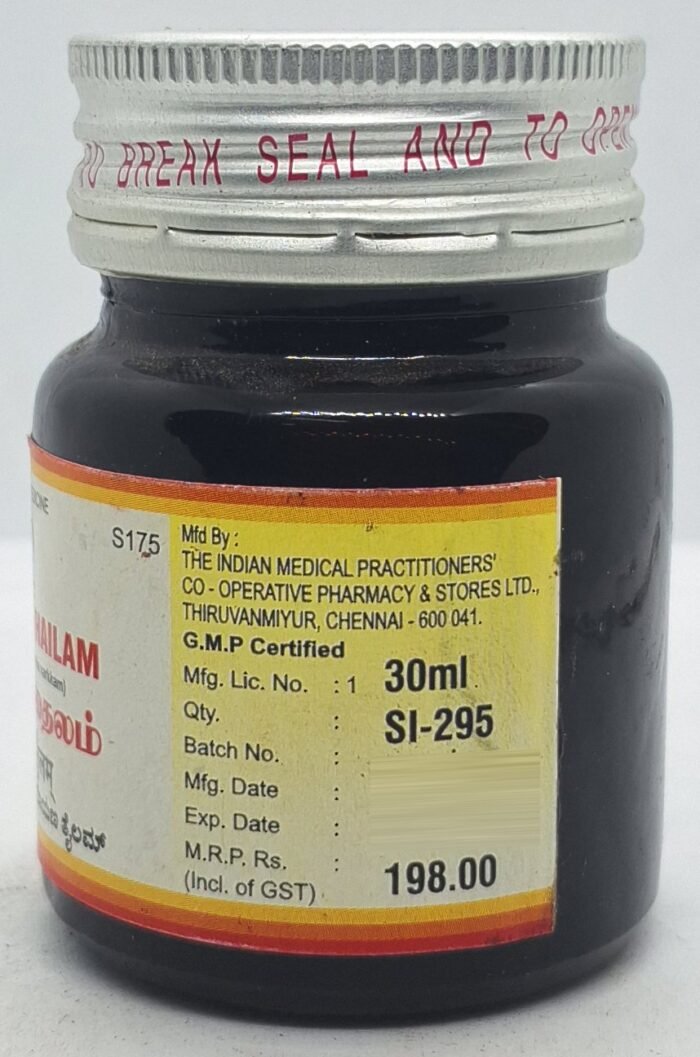 BREAK SEAL AND TO OPEN
S175
HAILAM
தைலம்
Mfd By :
THE INDIAN MEDICAL PRACTITIONERS'
CO - OPERATIVE PHARMACY & STORES LTD.,
THIRUVANMIYUR, CHENNAI - 600 041.
G.M.P Certified
Mfg. Lic. No. : 1
30ml
Qty. :
SI-295
Batch No. :
Mfg. Date :
Exp. Date :
M.R.P. Rs. :
198.00
(Incl. of GST)